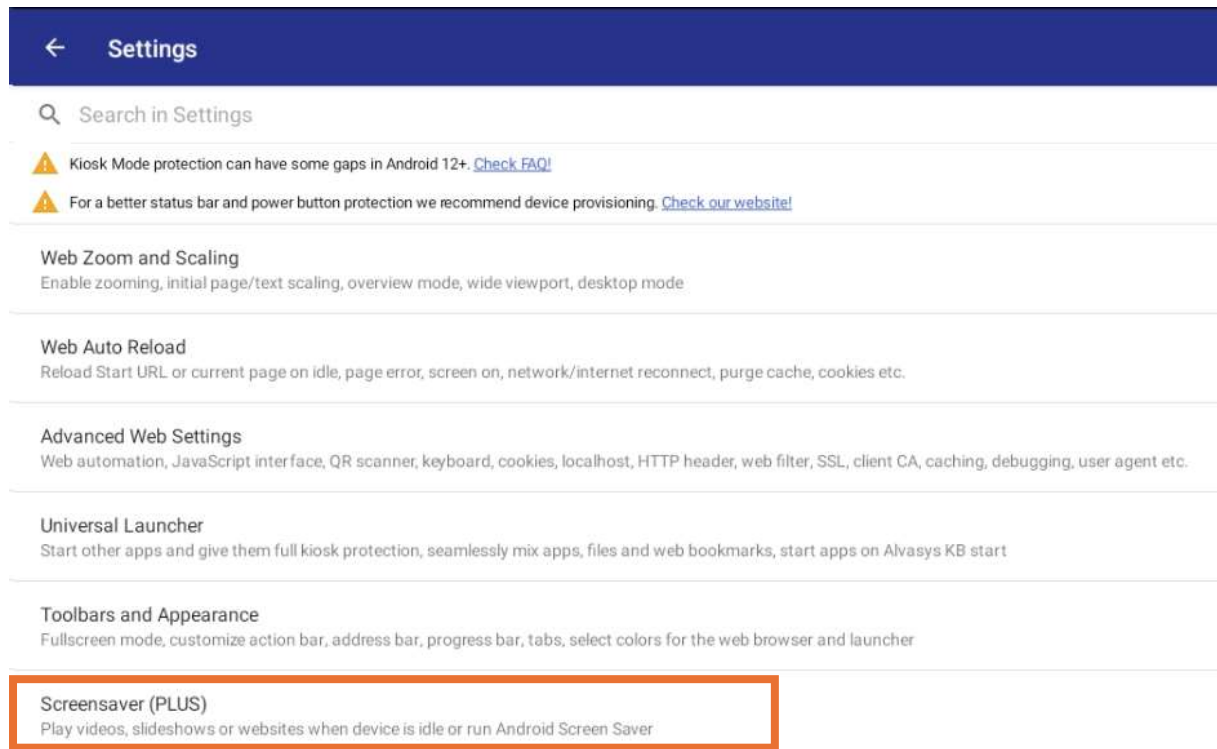 Settings
Search in Settings
Kiosk Mode protection can have some gaps in Android 12+. Check FAQ!
For a better status bar and power button protection we recommend device provisioning. Check our website!
Web Zoom and Scaling
Enable zooming, initial page/text scaling, overview mode, wide viewport, desktop mode
Web Auto Reload
Reload Start URL or current page on idle, page error, screen on, network/internet reconnect, purge cache, cookies etc.
Advanced Web Settings
Web automation, JavaScript interface, QR scanner, keyboard, cookies, localhost, HTTP header, web filter, SSL, client CA, caching, debugging, user agent etc.
Universal Launcher
Start other apps and give them full kiosk protection, seamlessly mix apps, files and web bookmarks, start apps on Alvasys KB start
Toolbars and Appearance
Fullscreen mode, customize action bar, address bar, progress bar, tabs, select colors for the web browser and launcher
Screensaver (PLUS)
Play videos, slideshows or websites when device is idle or run Android Screen Saver